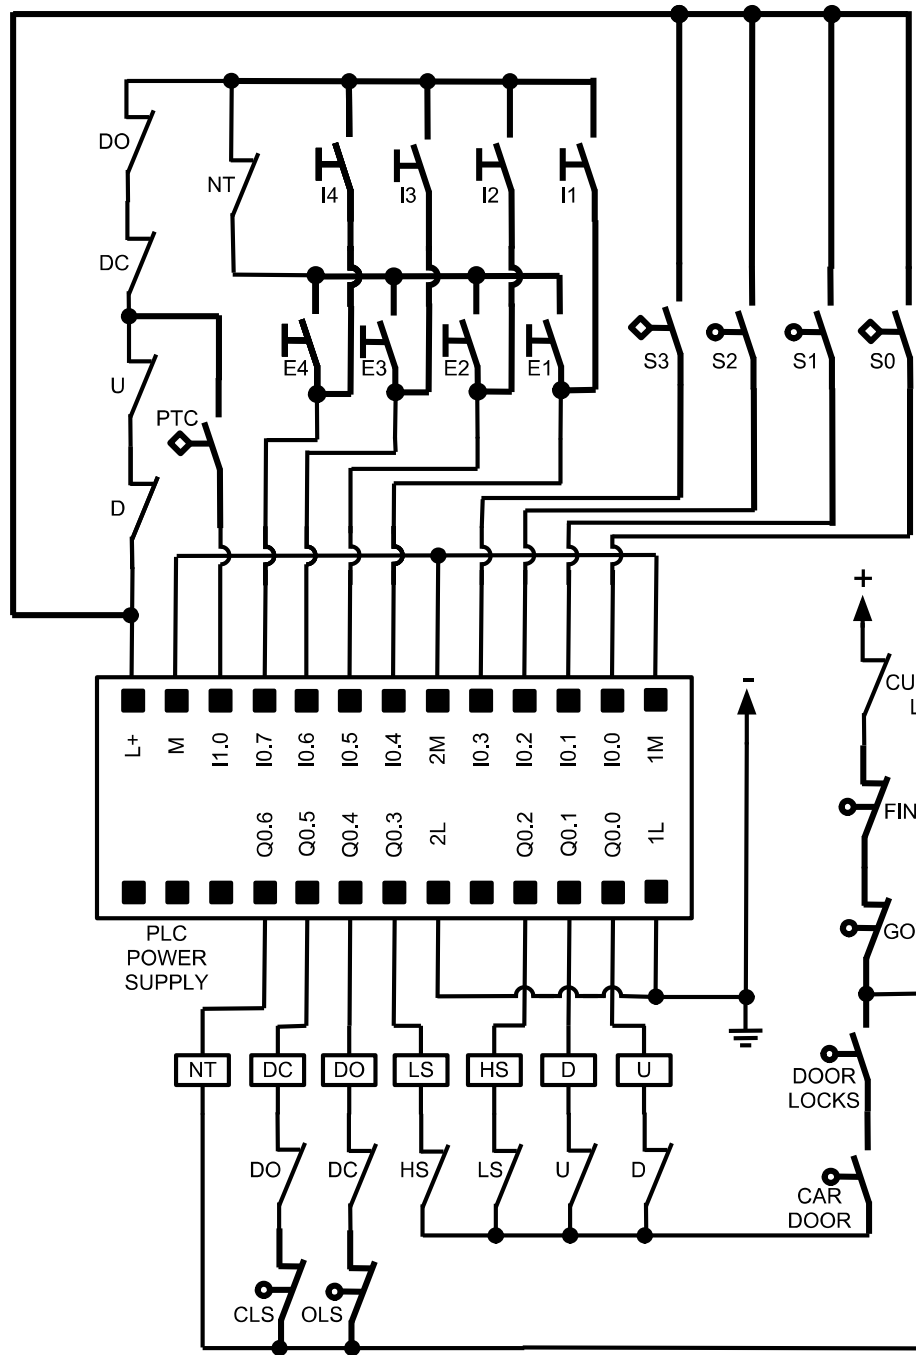 DO
NT
I4
I3
I2
I1
DC
E4
E3
E2
E1
S3
S2
S1
S0
U
PTC
D
+
-
L+
M
I1.0
I0.7
I0.6
I0.5
I0.4
2M
I0.3
I0.2
I0.1
I0.0
1M
Q0.6
Q0.5
Q0.4
Q0.3
2L
Q0.2
Q0.1
Q0.0
1L
PLC
POWER
SUPPLY
CU
L
FIN
GO
NT
DC
DO
LS
HS
D
U
DOOR
LOCKS
DO
DC
HS
LS
U
D
CAR
DOOR
CLS
OLS